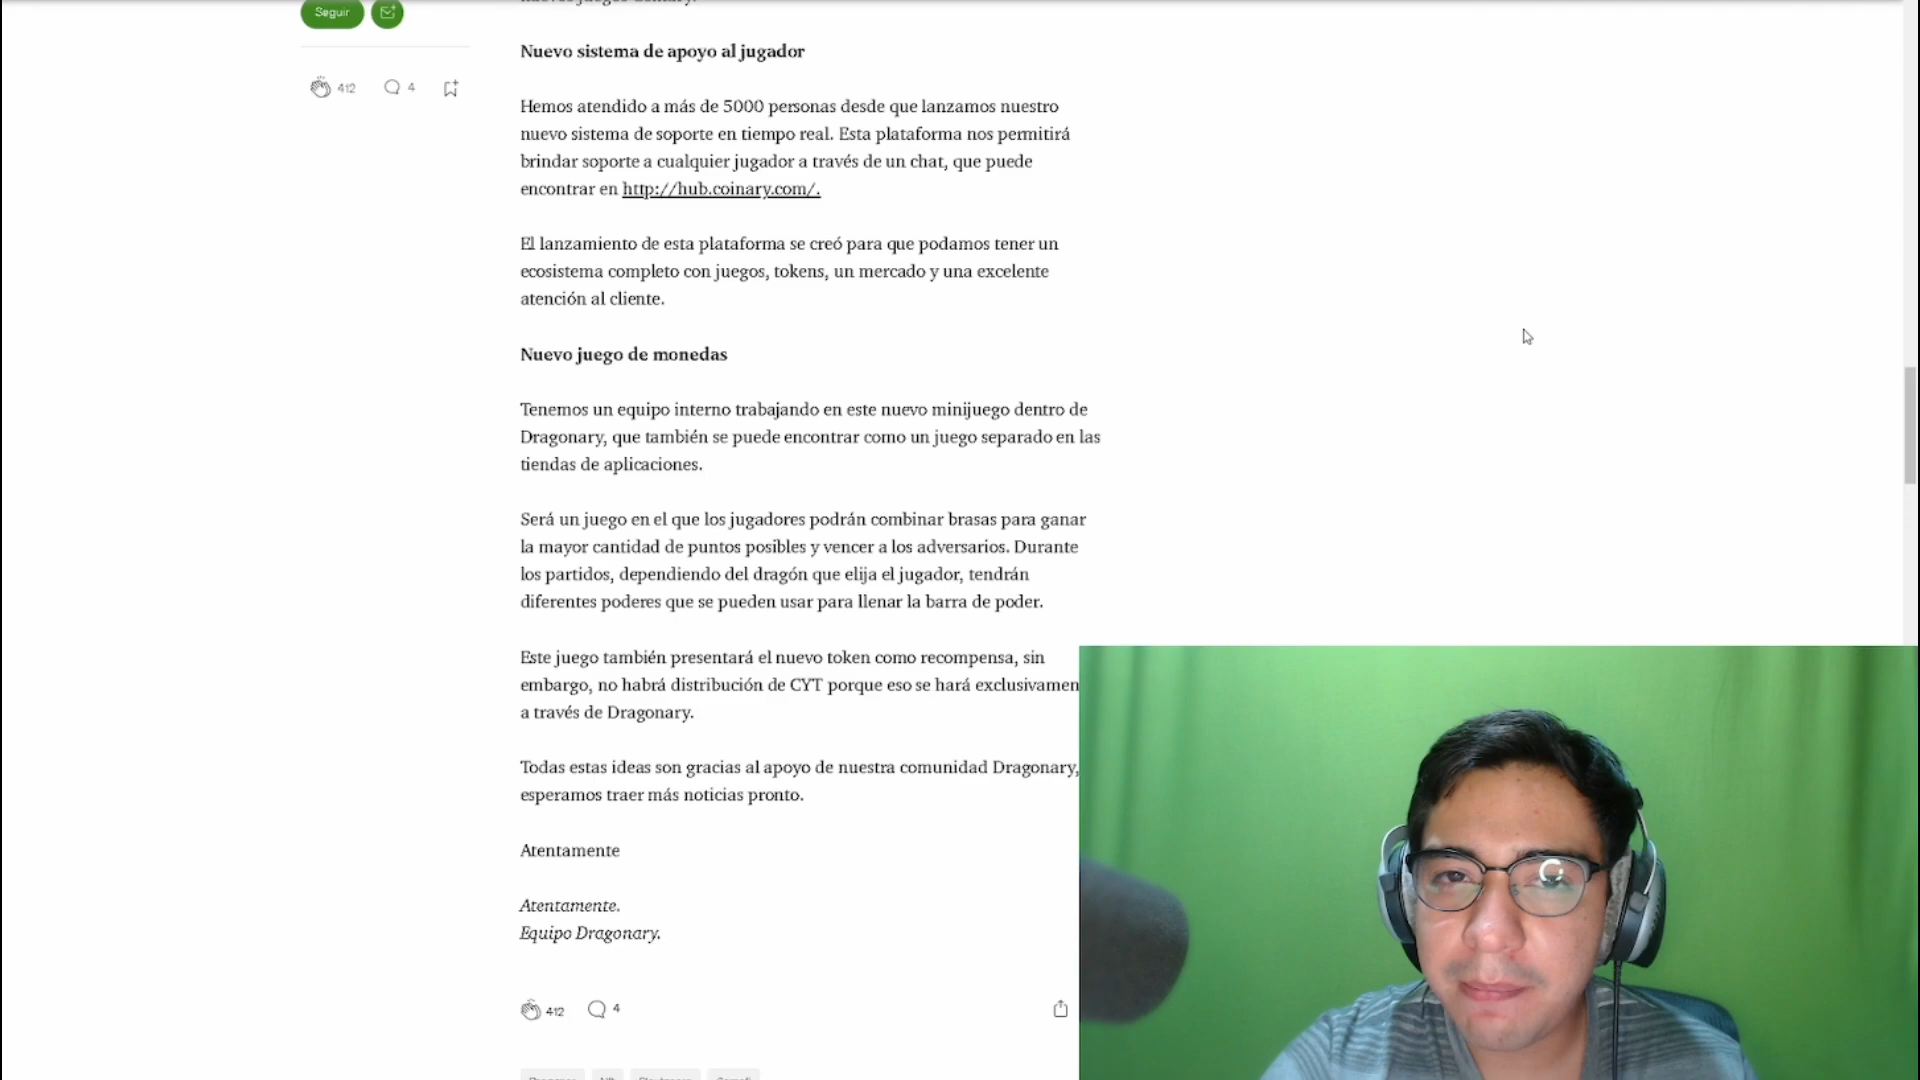 Seguir
412 4
Nuevo sistema de apoyo al jugador
Hemos atendido a más de 5000 personas desde que lanzamos nuestro
nuevo sistema de soporte en tiempo real. Esta plataforma nos permitirá
brindar soporte a cualquier jugador a través de un chat, que puede
encontrar en http://hub.coinary.com/.
El lanzamiento de esta plataforma se creó para que podamos tener un
ecosistema completo con juegos, tokens, un mercado y una excelente
atención al cliente.
Nuevo juego de monedas
Tenemos un equipo interno trabajando en este nuevo minijuego dentro de
Dragonary, que también se puede encontrar como un juego separado en las
tiendas de aplicaciones.
Será un juego en el que los jugadores podrán combinar brasas para ganar
la mayor cantidad de puntos posibles y vencer a los adversarios. Durante
los partidos, dependiendo del dragón que elija el jugador, tendrán
diferentes poderes que se pueden usar para llenar la barra de poder.
Este juego también presentará el nuevo token como recompensa, sin
embargo, no habrá distribución de CYT porque eso se hará exclusivamen
a través de Dragonary.
Todas estas ideas son gracias al apoyo de nuestra comunidad Dragonary,
esperamos traer más noticias pronto.
Atentamente
Atentamente.
Equipo Dragonary.
412 4